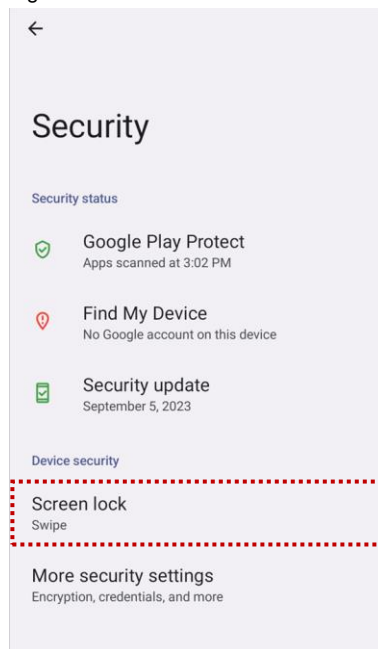 Security
Security status
Google Play Protect
Apps scanned at 3:02 PM
Find My Device
No Google account on this device
Security update
September 5, 2023
Device security
Screen lock
Swipe
More security settings
Encryption, credentials, and more